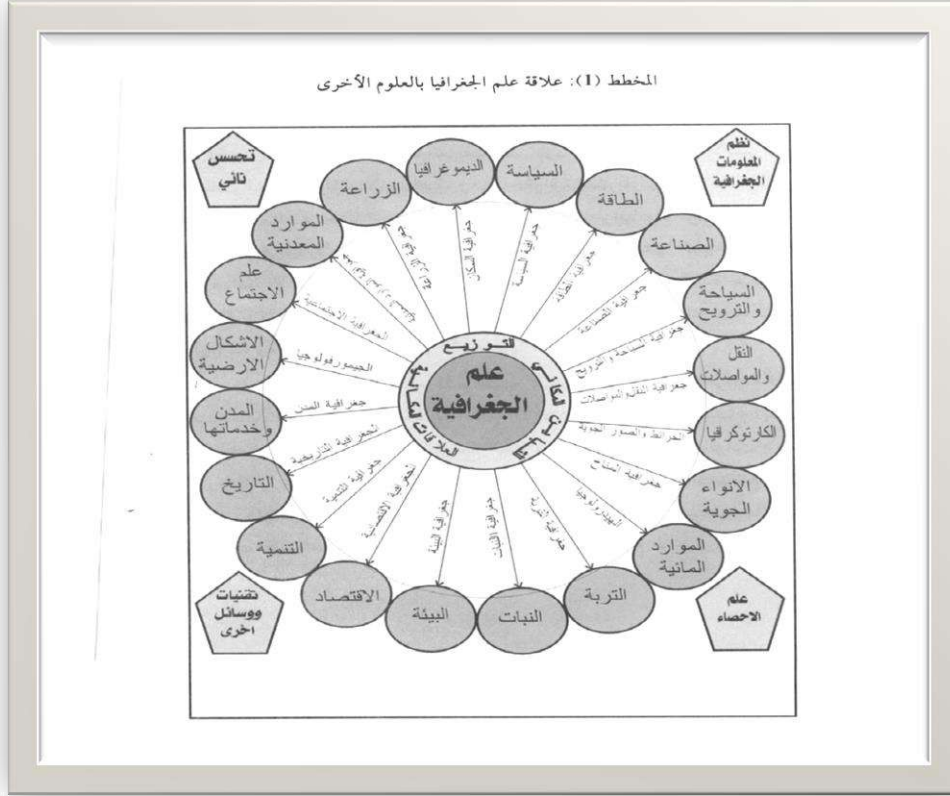 المخطط (1): علاقة علم الجغرافيا بالعلوم الأخرى
تحسس
نائي
نظم
المعلومات
الجغرافية
الديموغرافيا
السياسة
الطاقة
الصناعة
السياحة
والترويح
النقل
والمواصلات
الكارتوكرافيا
الانواء
الجوية
الموارد
المائية
التربة
النبات
البيئة
الاقتصاد
التنمية
التاريخ
المدن
وخدماتها
الاشكال
الارضية
علم
الاجتماع
الموارد
المعدنية
الزراعة
جغرافية السكان
جغرافية السياسة
جغرافية الطاقة
جغرافية الصناعة
جغرافية السياحة والترويح
جغرافية النقل والمواصلات
الخرائط والصور الجوية
جغرافية المناخ
الهيدرولوجيا
جغرافية التربة
جغرافية النبات
جغرافية البيئة
الجغرافية الاقتصادية
جغرافية التنمية
الجغرافية التاريخية
جغرافية المدن
الجيمورفولوجيا
الجغرافية الاجتماعية
جغرافية الزراعة
التوزيع
التباين المكاني
العلاقات المكانية
علم
الجغرافية
تقنيات
ووسائل
اخرى
علم
الاحصاء